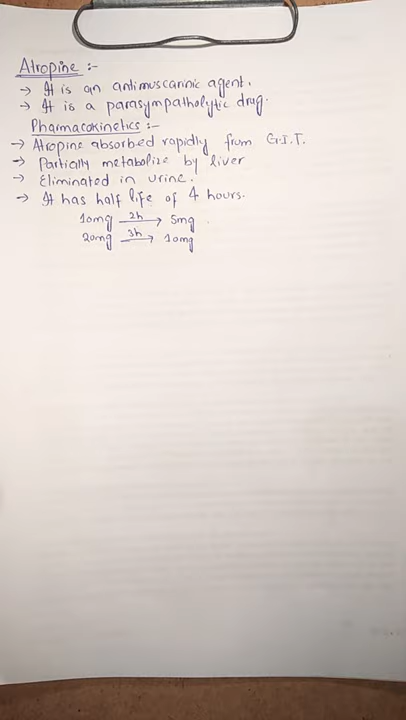 Atropine :-
→ It is an antimuscarinic agent.
→ It is a parasympatholytic drug.
Pharmacokinetics :-
→ Atropine absorbed rapidly from G.I.T.
→ Partially metabolize by liver
→ Eliminated in urine.
→ It has half life of 4 hours.
10mg 2h→ 5mg
20mg 3h→ 10mg